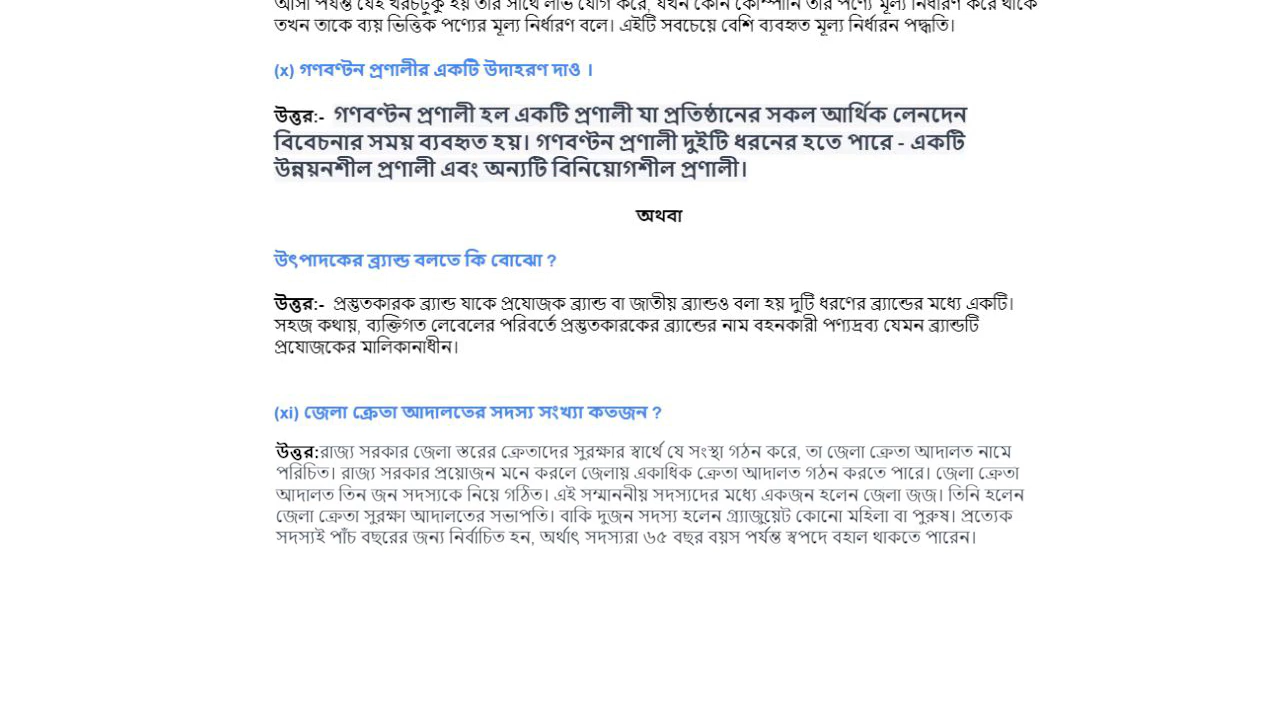 আসা পর্যন্ত যেই খরচটুকু হয় তার সাথে লাভ যোগ করে, যখন কোন কোম্পানি তার পণ্যে মূল্য নির্ধারণ করে থাকে
তখন তাকে ব্যয় ভিত্তিক পণ্যের মূল্য নির্ধারণ বলে। এইটি সবচেয়ে বেশি ব্যবহৃত মূল্য নির্ধারন পদ্ধতি।
(x) গণবণ্টন প্রণালীর একটি উদাহরণ দাও ।
উত্তর:- গণবণ্টন প্রণালী হল একটি প্রণালী যা প্রতিষ্ঠানের সকল আর্থিক লেনদেন
বিবেচনার সময় ব্যবহৃত হয়। গণবণ্টন প্রণালী দুইটি ধরনের হতে পারে - একটি
উন্নয়নশীল প্রণালী এবং অন্যটি বিনিয়োগশীল প্রণালী।
অথবা
উৎপাদকের ব্র্যান্ড বলতে কি বোঝো ?
উত্তর:- প্রস্তুতকারক ব্র্যান্ড যাকে প্রযোজক ব্র্যান্ড বা জাতীয় ব্র্যান্ডও বলা হয় দুটি ধরণের ব্র্যান্ডের মধ্যে একটি।
সহজ কথায়, ব্যক্তিগত লেবেলের পরিবর্তে প্রস্তুতকারকের ব্র্যান্ডের নাম বহনকারী পণ্যদ্রব্য যেমন ব্র্যান্ডটি
প্রযোজকের মালিকানাধীন।
(xi) জেলা ক্রেতা আদালতের সদস্য সংখ্যা কতজন ?
উত্তর:রাজ্য সরকার জেলা স্তরের ক্রেতাদের সুরক্ষার স্বার্থে যে সংস্থা গঠন করে, তা জেলা ক্রেতা আদালত নামে
পরিচিত। রাজ্য সরকার প্রয়োজন মনে করলে জেলায় একাধিক ক্রেতা আদালত গঠন করতে পারে। জেলা ক্রেতা
আদালত তিন জন সদস্যকে নিয়ে গঠিত। এই সম্মাননীয় সদস্যদের মধ্যে একজন হলেন জেলা জজ। তিনি হলেন
জেলা ক্রেতা সুরক্ষা আদালতের সভাপতি। বাকি দুজন সদস্য হলেন গ্র্যাজুয়েট কোনো মহিলা বা পুরুষ। প্রত্যেক
সদস্যই পাঁচ বছরের জন্য নির্বাচিত হন, অর্থাৎ সদস্যরা ৬৫ বছর বয়স পর্যন্ত স্বপদে বহাল থাকতে পারেন।